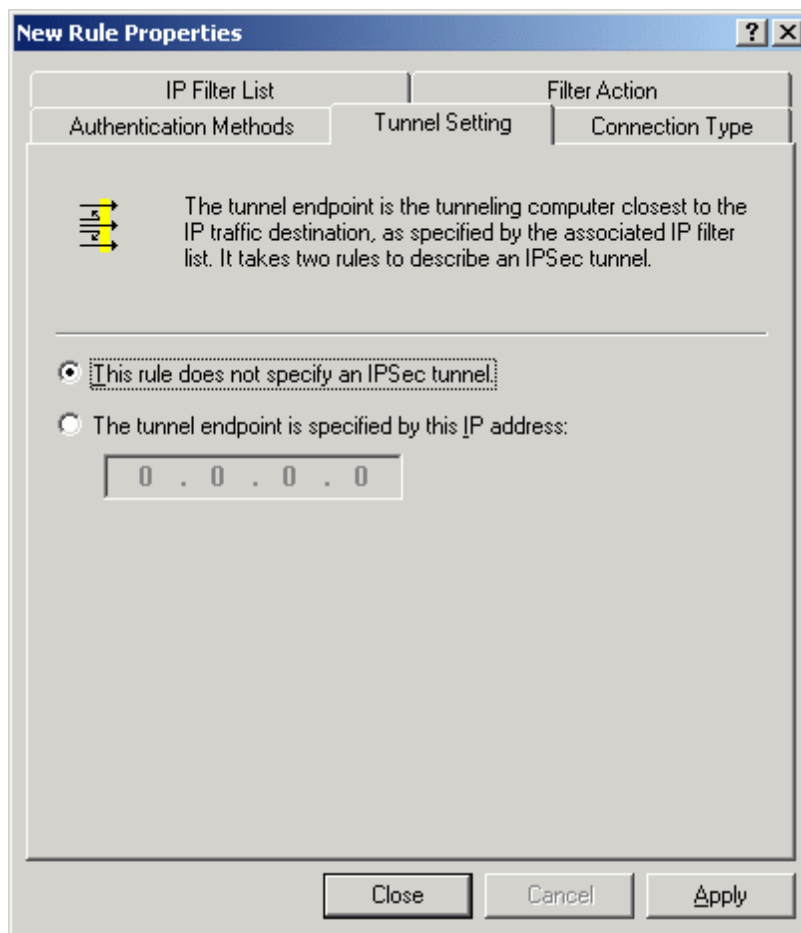 New Rule Properties
IP Filter List
Filter Action
Authentication Methods
Tunnel Setting
Connection Type
The tunnel endpoint is the tunneling computer closest to the
IP traffic destination, as specified by the associated IP filter
list. It takes two rules to describe an IPSec tunnel.
This rule does not specify an IPSec tunnel.
The tunnel endpoint is specified by this IP address:
0 . 0 . 0 . 0
Close
Cancel
Apply